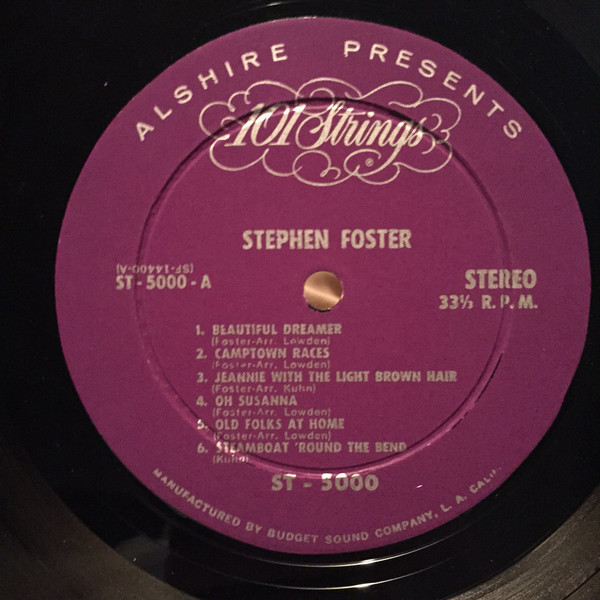 ALSHIRE PRESENTS
101 Strings
®
STEPHEN FOSTER
(SF-14400-A)
ST-5000-A
STEREO
33⅓ R.P.M.
1. BEAUTIFUL DREAMER
(Foster-Arr. Lowden)
2. CAMPTOWN RACES
(Foster-Arr. Lowden)
3. JEANNIE WITH THE LIGHT BROWN HAIR
(Foster-Arr. Kuhn)
4. OH SUSANNA
(Foster-Arr. Lowden)
5. OLD FOLKS AT HOME
(Foster-Arr. Lowden)
6. STEAMBOAT 'ROUND THE BEND
(Kuhn)
ST - 5000
MANUFACTURED BY BUDGET SOUND COMPANY, L. A. CALIF.